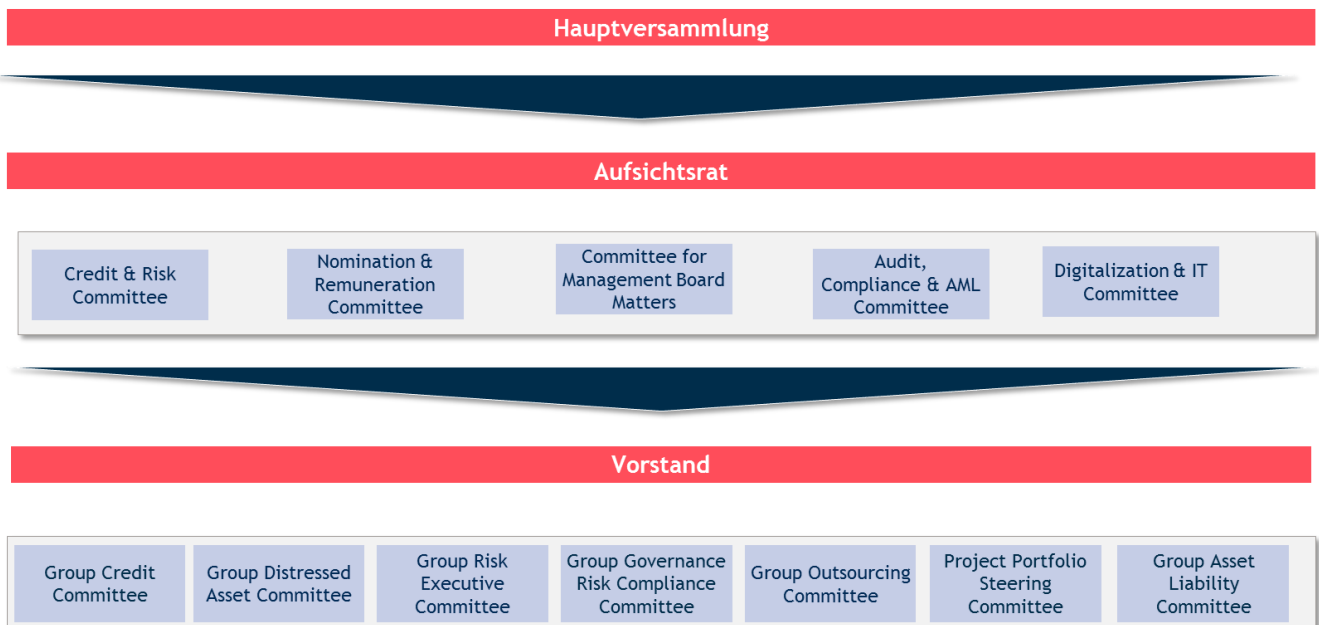 Hauptversammlung
Aufsichtsrat
Credit & Risk
Committee
Nomination &
Remuneration
Committee
Committee for
Management Board
Matters
Audit,
Compliance & AML
Committee
Digitalization & IT
Committee
Vorstand
Group Credit
Committee
Group Distressed
Asset Committee
Group Risk
Executive
Committee
Group Governance
Risk Compliance
Committee
Group Outsourcing
Committee
Project Portfolio
Steering
Committee
Group Asset
Liability
Committee